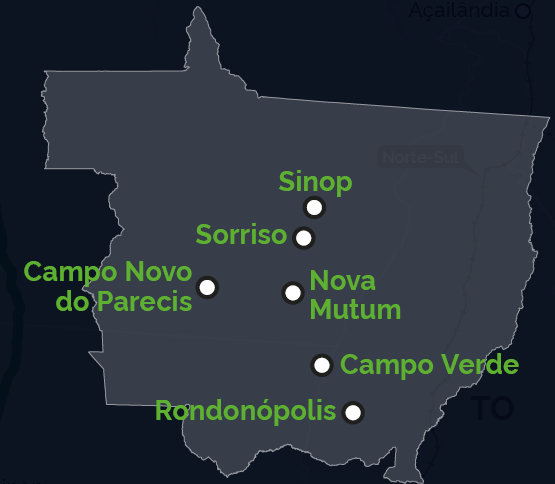 Açailândia
Norte-Sul
Sinop
Sorriso
Campo Novo
do Parecis
Nova
Mutum
Campo Verde
Rondonópolis
TO